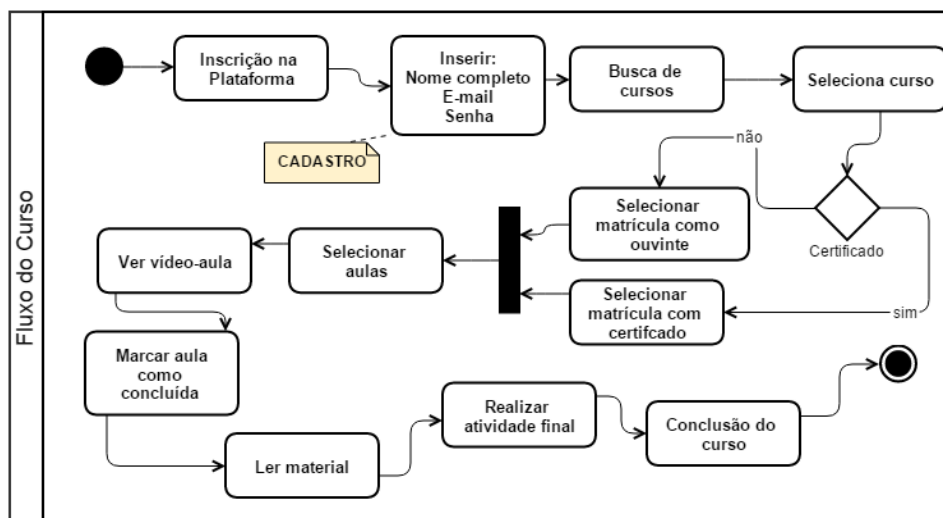 Fluxo do Curso
Inscrição na
Plataforma
Inserir:
Nome completo
E-mail
Senha
CADASTRO
Busca de
cursos
Seleciona curso
Certificado
não
sim
Selecionar
matrícula como
ouvinte
Selecionar
matrícula com
certifcado
Selecionar
aulas
Ver vídeo-aula
Marcar aula
como
concluída
Ler material
Realizar
atividade final
Conclusão do
curso